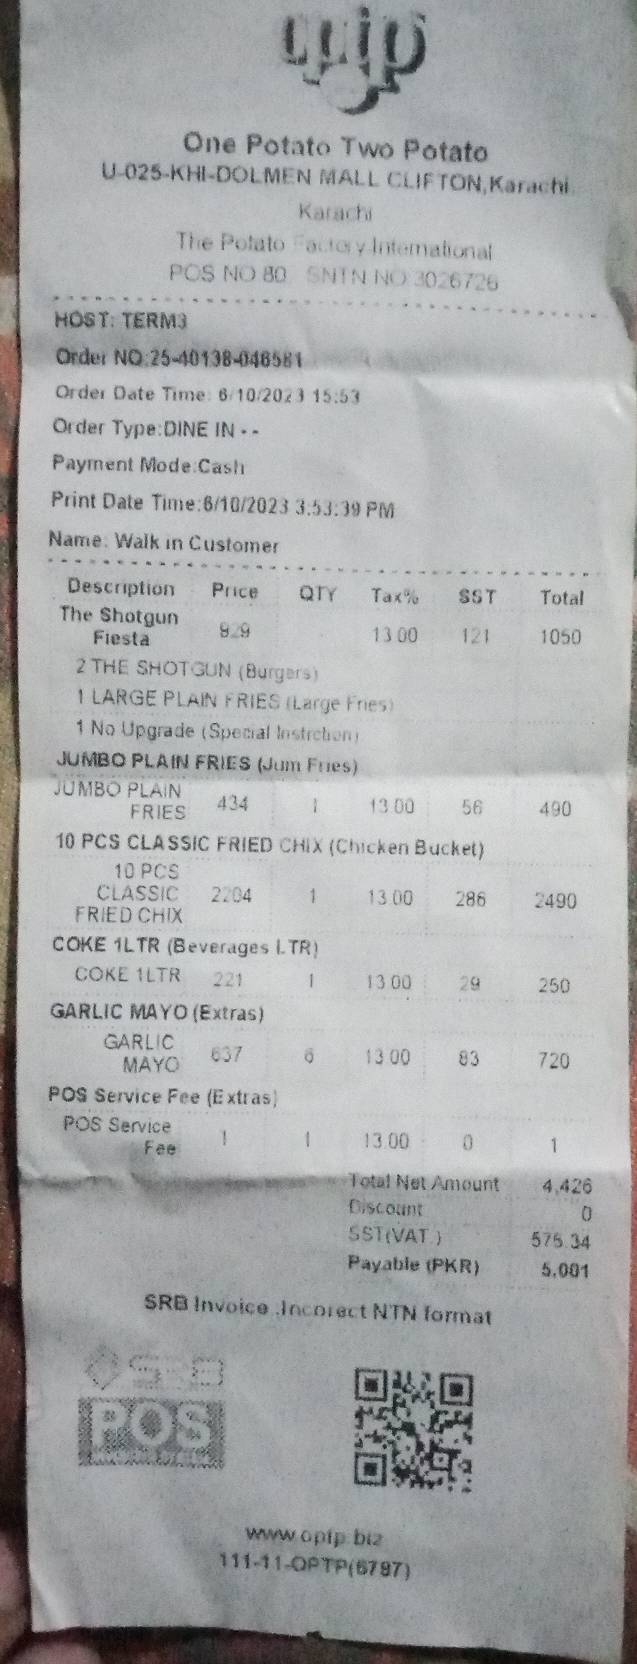 optp
One Potato Two Potato
U-025-KHI-DOLMEN MALL CLIFTON,Karachi
Karachi
The Potato Factory International
POS NO 80 SNTN NO 3026726
HOST: TERM3
Order NO:25-40138-046581
Order Date Time: 6/10/2023 15:53
Order Type:DINE IN - -
Payment Mode:Cash
Print Date Time:6/10/2023 3:53:39 PM
Name: Walk in Customer
Description Price QTY Tax% SST Total
The Shotgun
Fiesta 929 13.00 121 1050
2 THE SHOTGUN (Burgers)
1 LARGE PLAIN FRIES (Large Fries)
1 No Upgrade (Special Instrction)
JUMBO PLAIN FRIES (Jum Fries)
JUMBO PLAIN
FRIES 434 1 13.00 56 490
10 PCS CLASSIC FRIED CHIX (Chicken Bucket)
10 PCS
CLASSIC 2204 1 13.00 286 2490
FRIED CHIX
COKE 1LTR (Beverages LTR)
COKE 1LTR 221 1 13.00 29 250
GARLIC MAYO (Extras)
GARLIC
MAYO 637 6 13.00 83 720
POS Service Fee (Extras)
POS Service
Fee 1 1 13.00 0 1
Total Net Amount 4,426
Discount 0
SST(VAT.) 575.34
Payable (PKR) 5,001
SRB Invoice .Incorect NTN format
SRB
POS
www.optp.biz
111-11-OPTP(6787)